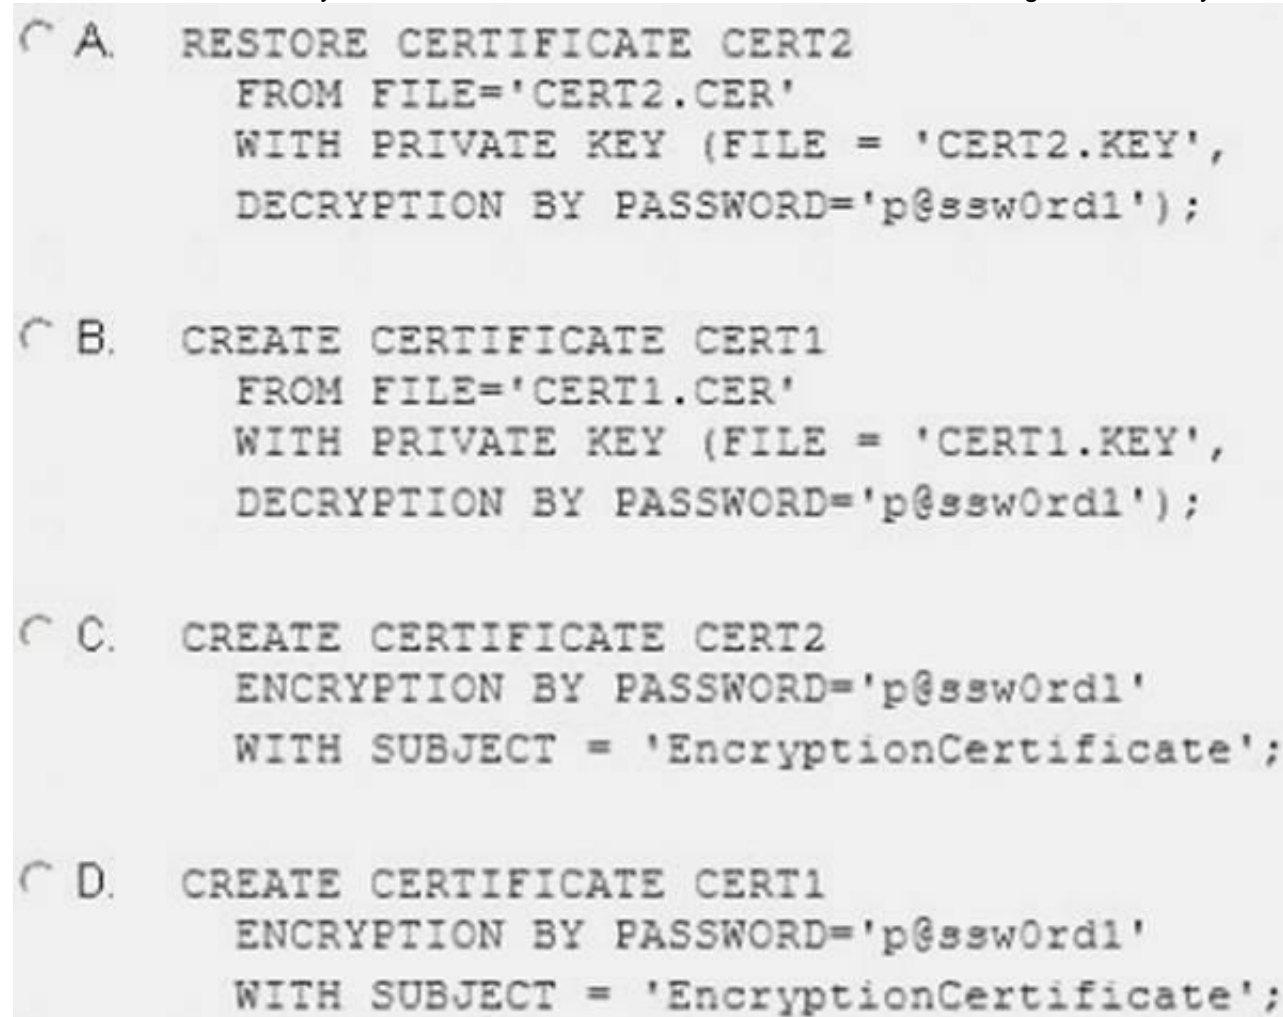 A. RESTORE CERTIFICATE CERT2
FROM FILE='CERT2.CER'
WITH PRIVATE KEY (FILE = 'CERT2.KEY',
DECRYPTION BY PASSWORD='p@ssw0rd1');
B. CREATE CERTIFICATE CERT1
FROM FILE='CERT1.CER'
WITH PRIVATE KEY (FILE = 'CERT1.KEY',
DECRYPTION BY PASSWORD='p@ssw0rd1');
C. CREATE CERTIFICATE CERT2
ENCRYPTION BY PASSWORD='p@ssw0rd1'
WITH SUBJECT = 'EncryptionCertificate';
D. CREATE CERTIFICATE CERT1
ENCRYPTION BY PASSWORD='p@ssw0rd1'
WITH SUBJECT = 'EncryptionCertificate';